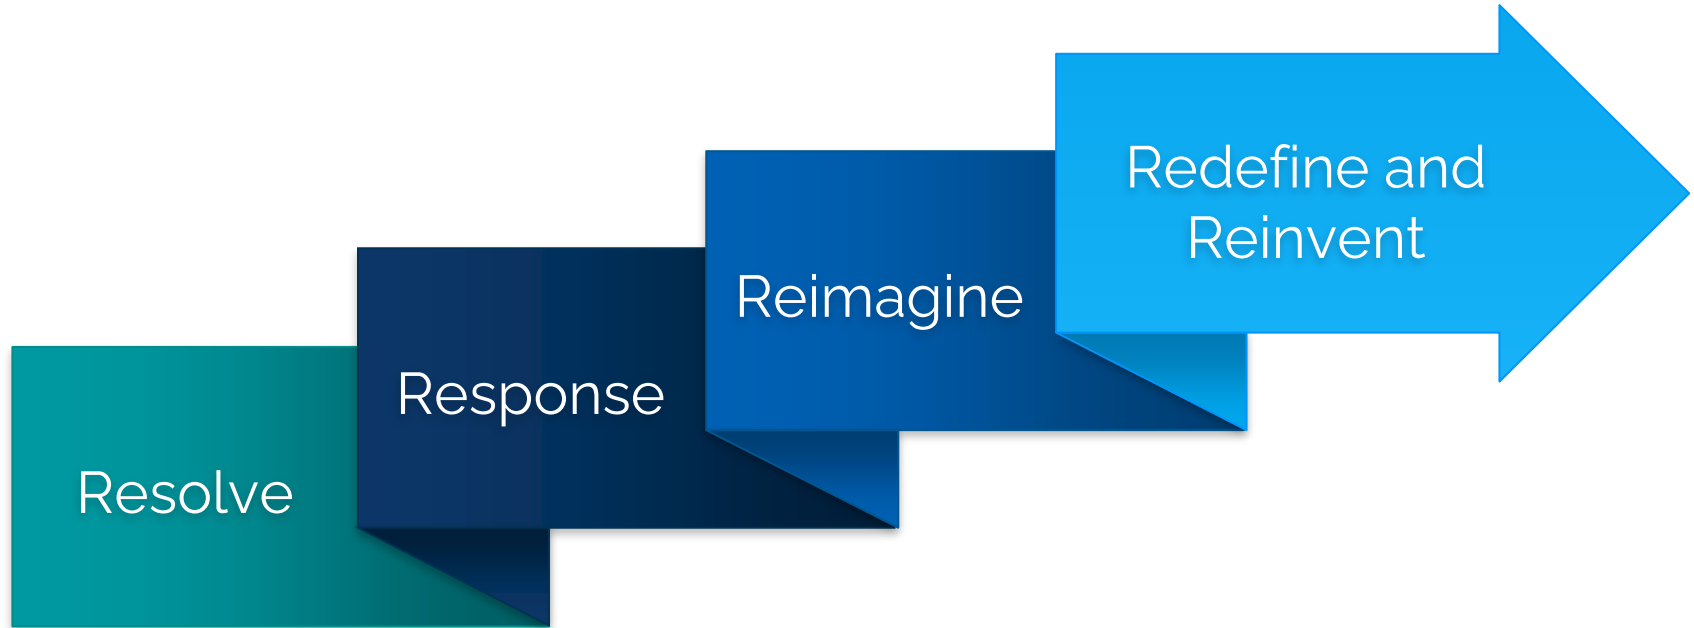 Resolve
Response
Reimagine
Redefine and
Reinvent